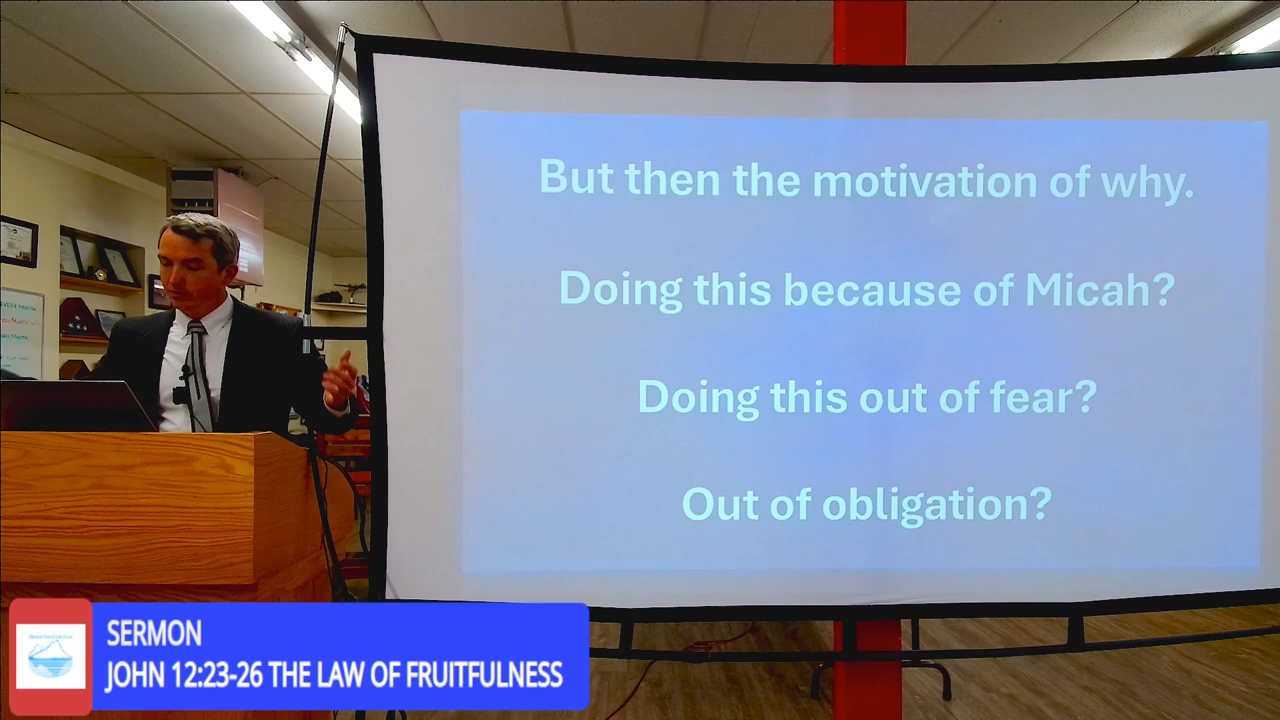 But then the motivation of why.
Doing this because of Micah?
Doing this out of fear?
Out of obligation?
SERMON
JOHN 12:23-26 THE LAW OF FRUITFULNESS